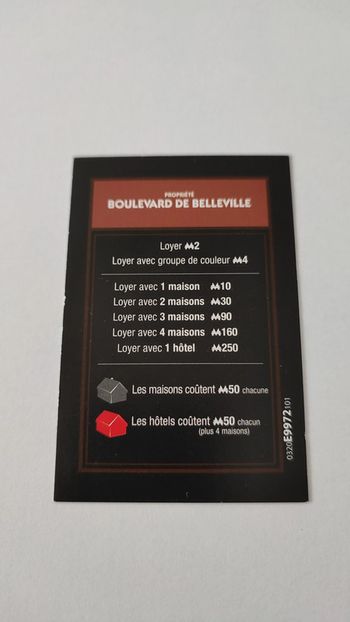 PROPRIÉTÉ
BOULEVARD DE BELLEVILLE
Loyer M2
Loyer avec groupe de couleur M4
Loyer avec 1 maison M10
Loyer avec 2 maisons M30
Loyer avec 3 maisons M90
Loyer avec 4 maisons M160
Loyer avec 1 hôtel M250
Les maisons coûtent M50 chacune
Les hôtels coûtent M50 chacun
(plus 4 maisons)
0320E9972101